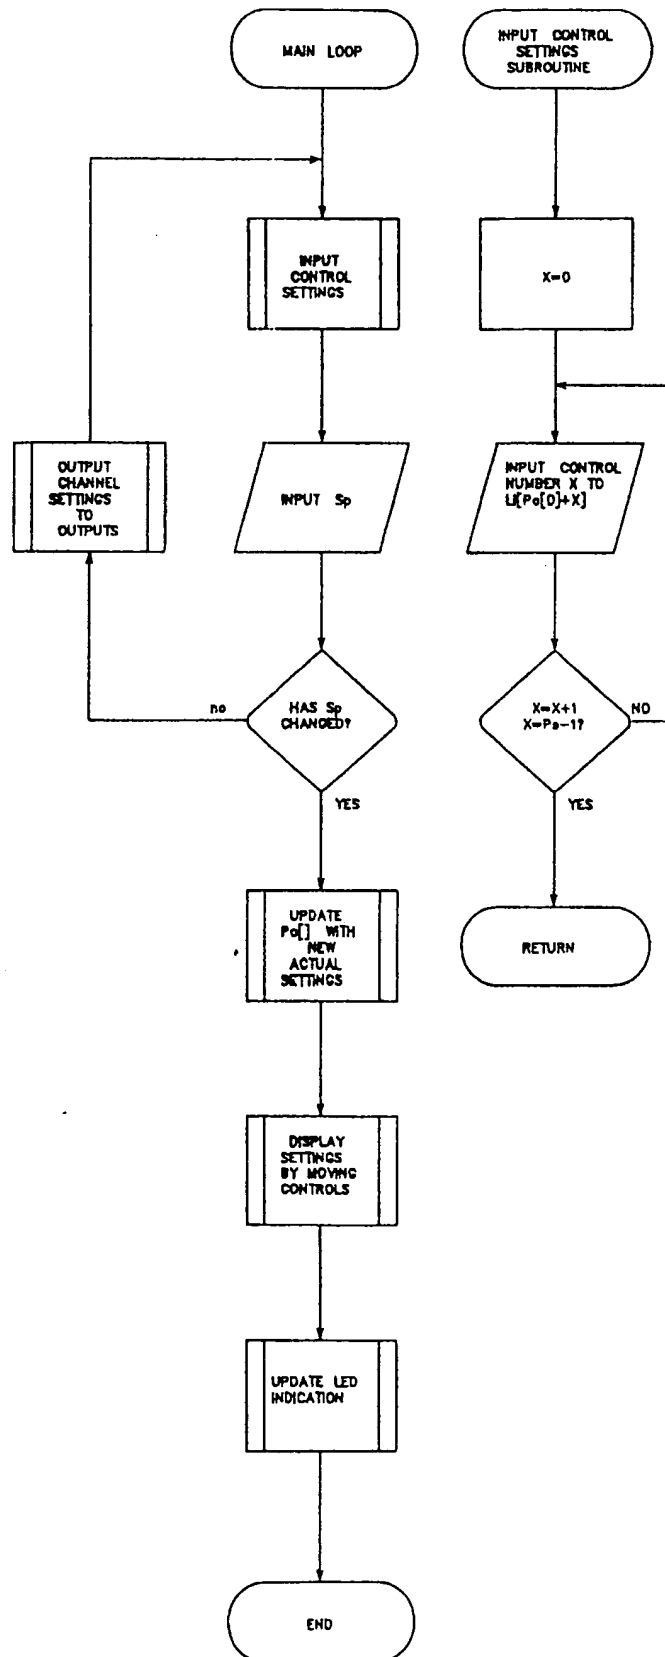 MAIN LOOP
INPUT
CONTROL
SETTINGS
INPUT Sp
HAS Sp
CHANGED?
no
YES
OUTPUT
CHANNEL
SETTINGS
TO
OUTPUTS
UPDATE
Pa[] WITH
NEW
ACTUAL
SETTINGS
DISPLAY
SETTINGS
BY MOVING
CONTROLS
UPDATE LED
INDICATION
END
INPUT CONTROL
SETTINGS
SUBROUTINE
X=0
INPUT CONTROL
NUMBER X TO
LI[Pa[0]+X]
X=X+1
X=Pa-1?
NO
YES
RETURN